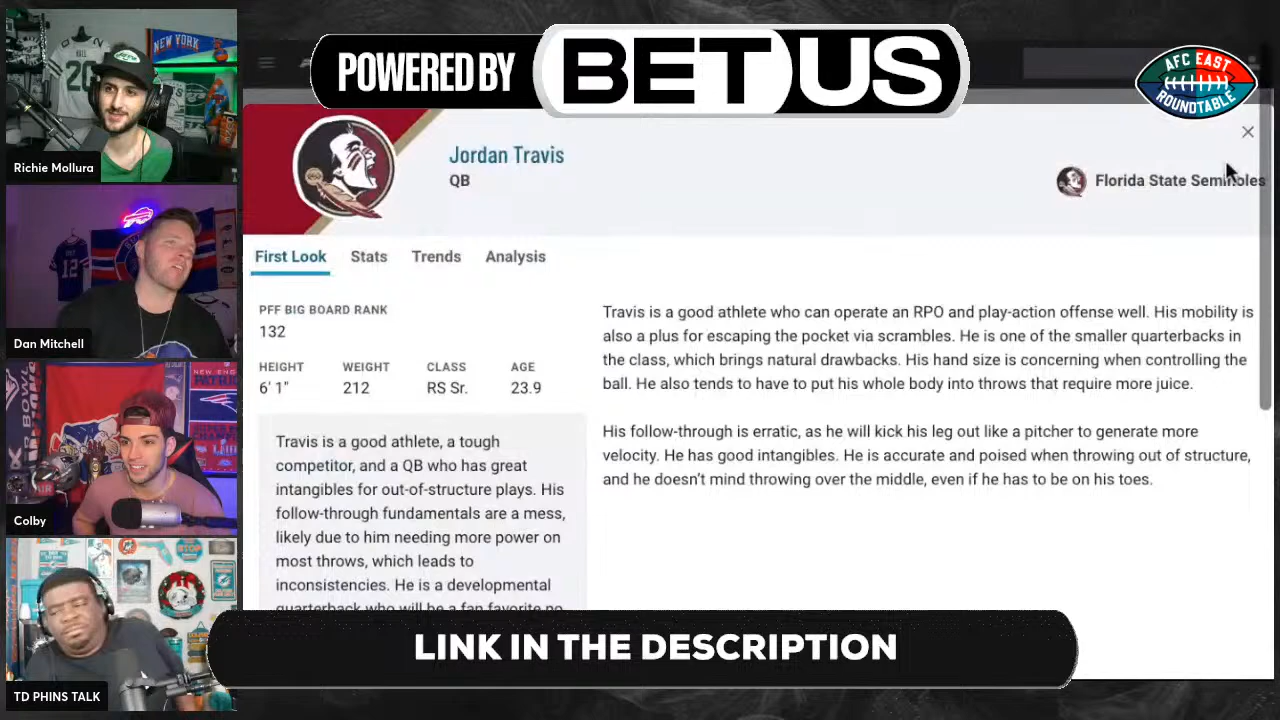 POWERED BY BETUS
AFC EAST
ROUNDTABLE
NEW YORK
Richie Mollura
12
Dan Mitchell
Colby
TD PHINS TALK
Jordan Travis
QB
Florida State Seminoles
First Look
Stats
Trends
Analysis
PFF BIG BOARD RANK
132
HEIGHT
WEIGHT
CLASS
AGE
6' 1"
212
RS Sr.
23.9
Travis is a good athlete, a tough
competitor, and a QB who has great
intangibles for out-of-structure plays. His
follow-through fundamentals are a mess,
likely due to him needing more power on
most throws, which leads to
inconsistencies. He is a developmental
quarterback who will be a fan favorite no
Travis is a good athlete who can operate an RPO and play-action offense well. His mobility is
also a plus for escaping the pocket via scrambles. He is one of the smaller quarterbacks in
the class, which brings natural drawbacks. His hand size is concerning when controlling the
ball. He also tends to have to put his whole body into throws that require more juice.
His follow-through is erratic, as he will kick his leg out like a pitcher to generate more
velocity. He has good intangibles. He is accurate and poised when throwing out of structure,
and he doesn't mind throwing over the middle, even if he has to be on his toes.
LINK IN THE DESCRIPTION